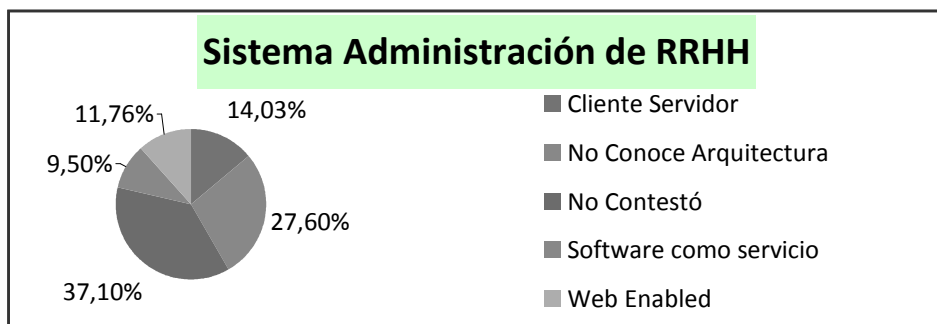 Sistema Administración de RRHH
11,76%
14,03%
9,50%
27,60%
37,10%
Cliente Servidor
No Conoce Arquitectura
No Contestó
Software como servicio
Web Enabled